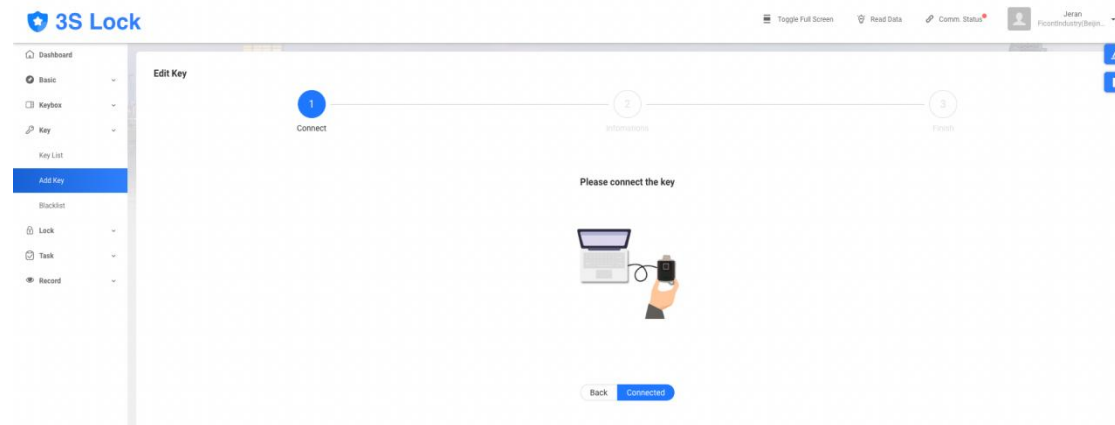 3S Lock
Toggle Full Screen
Read Data
Comm. Status
Jeran
Dashboard
Basic
Keybox
Key
Key List
Add Key
Blacklist
Lock
Task
Record
Edit Key
1
2
3
Connect
Finish
Please connect the key
Back
Connected